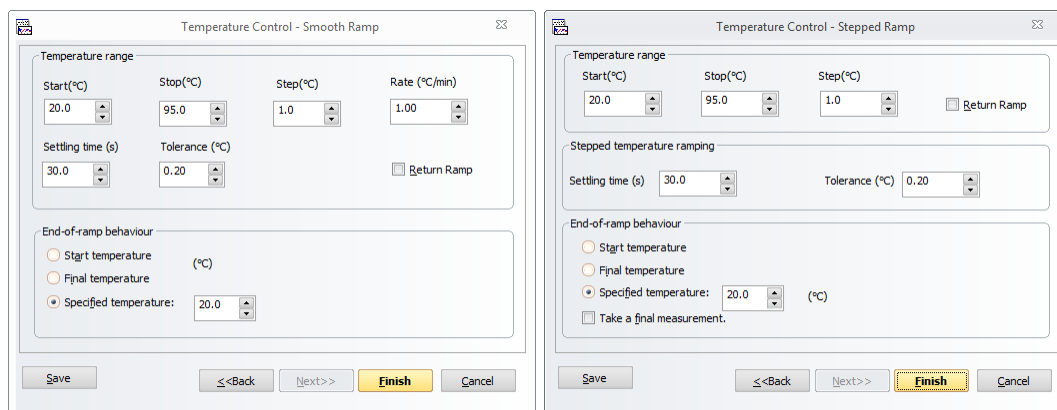 Temperature Control - Smooth Ramp
Temperature range
Start(°C)
Stop(°C)
Step(°C)
Rate (°C/min)
20.0
95.0
1.0
1.00
Settling time (s)
Tolerance (°C)
30.0
0.20
Return Ramp
End-of-ramp behaviour
Start temperature
(°C)
Final temperature
Specified temperature:
20.0
Save
<<Back
Next>>
Finish
Cancel
Temperature Control - Stepped Ramp
Temperature range
Start(°C)
Stop(°C)
Step(°C)
20.0
95.0
1.0
Return Ramp
Stepped temperature ramping
Settling time (s)
30.0
Tolerance (°C)
0.20
End-of-ramp behaviour
Start temperature
Final temperature
Specified temperature:
20.0
(°C)
Take a final measurement.
Save
<<Back
Next>>
Finish
Cancel